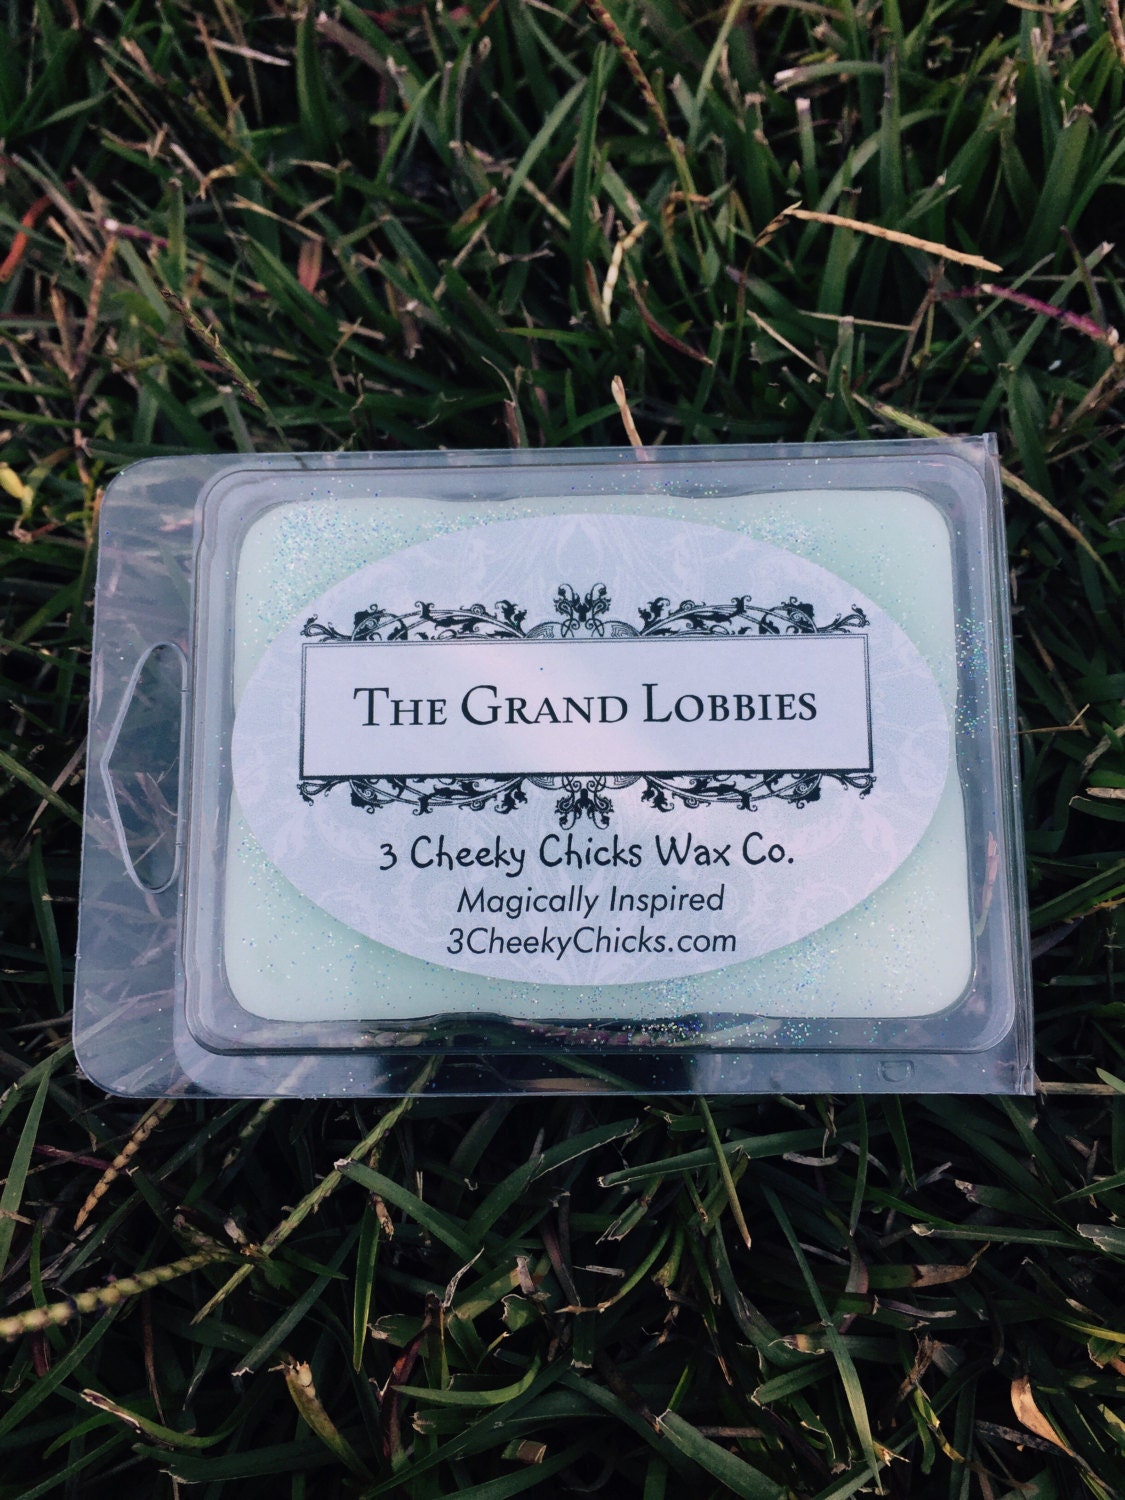 The Grand Lobbies
3 Cheeky Chicks Wax Co.
Magically Inspired
3CheekyChicks.com